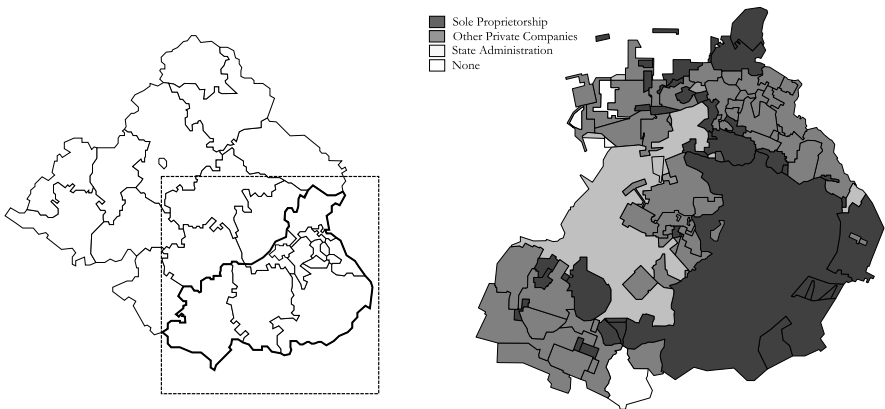 Sole Proprietorship
Other Private Companies
State Administration
None